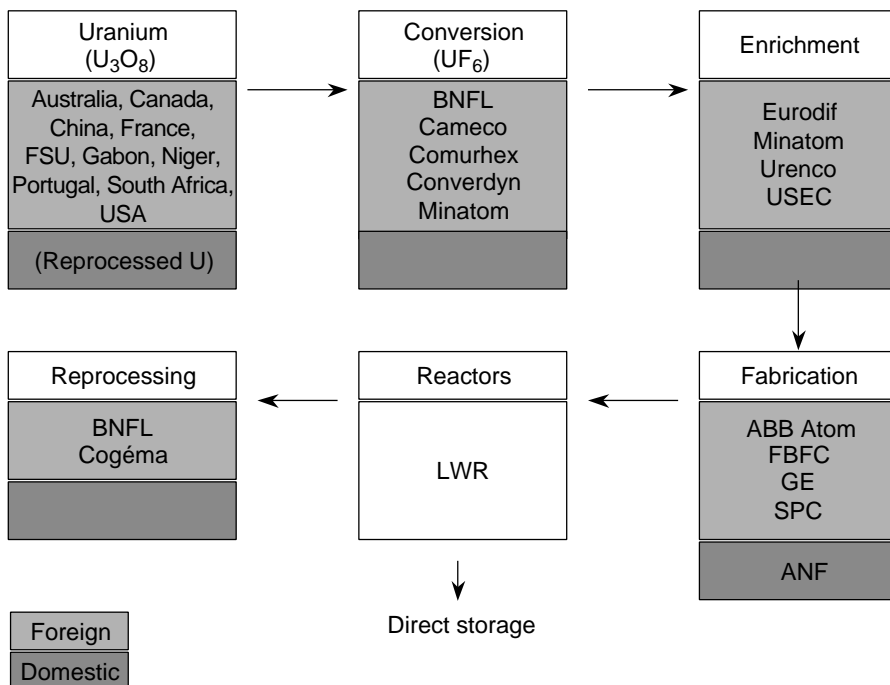 Uranium
(U3O8)
Australia, Canada,
China, France,
FSU, Gabon, Niger,
Portugal, South Africa,
USA
(Reprocessed U)
Conversion
(UF6)
BNFL
Cameco
Comurhex
Converdyn
Minatom
Enrichment
Eurodif
Minatom
Urenco
USEC
Reprocessing
BNFL
Cogéma
Reactors
LWR
Direct storage
Fabrication
ABB Atom
FBFC
GE
SPC
ANF
Foreign
Domestic